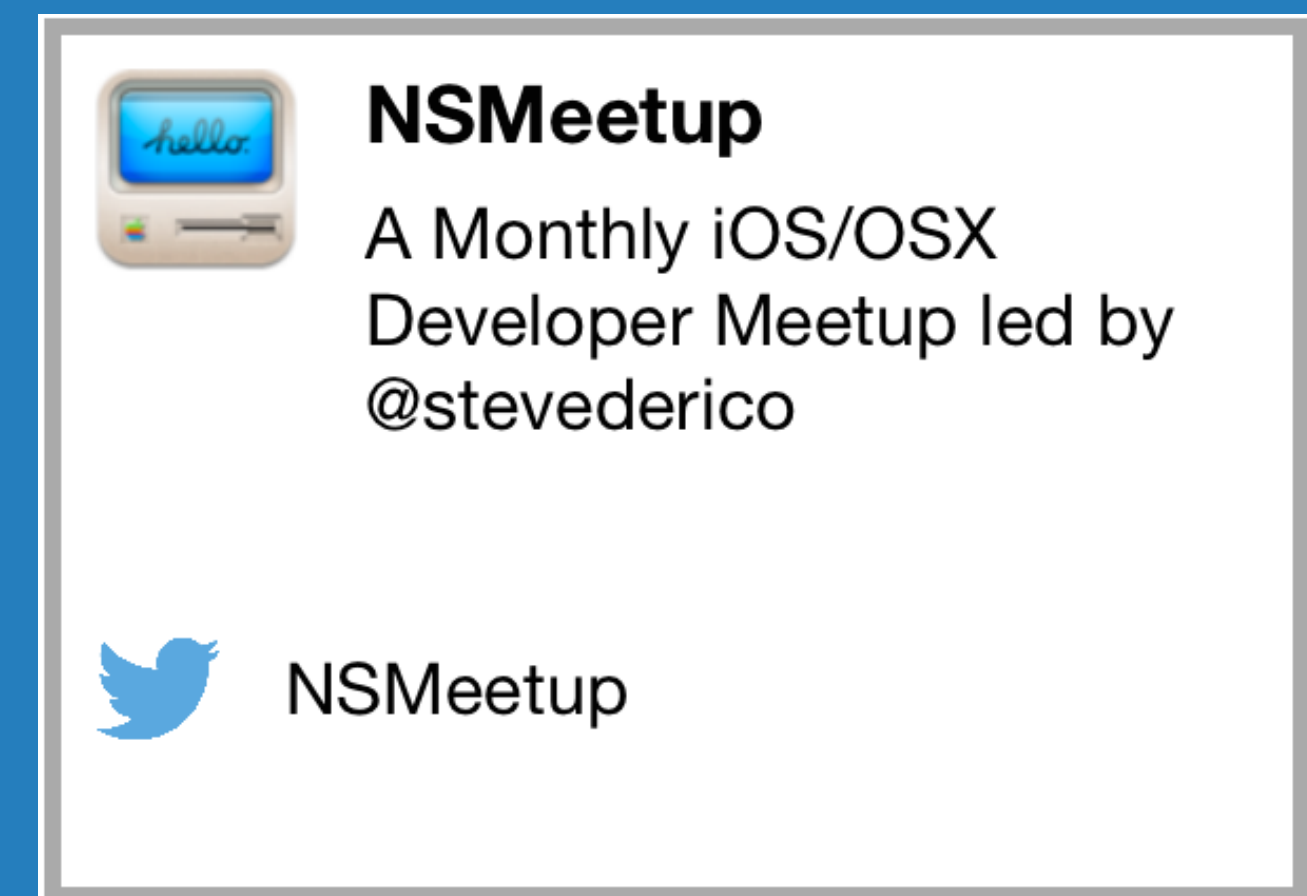 hello.
NSMeetup
A Monthly iOS/OSX
Developer Meetup led by
@stevederico
NSMeetup